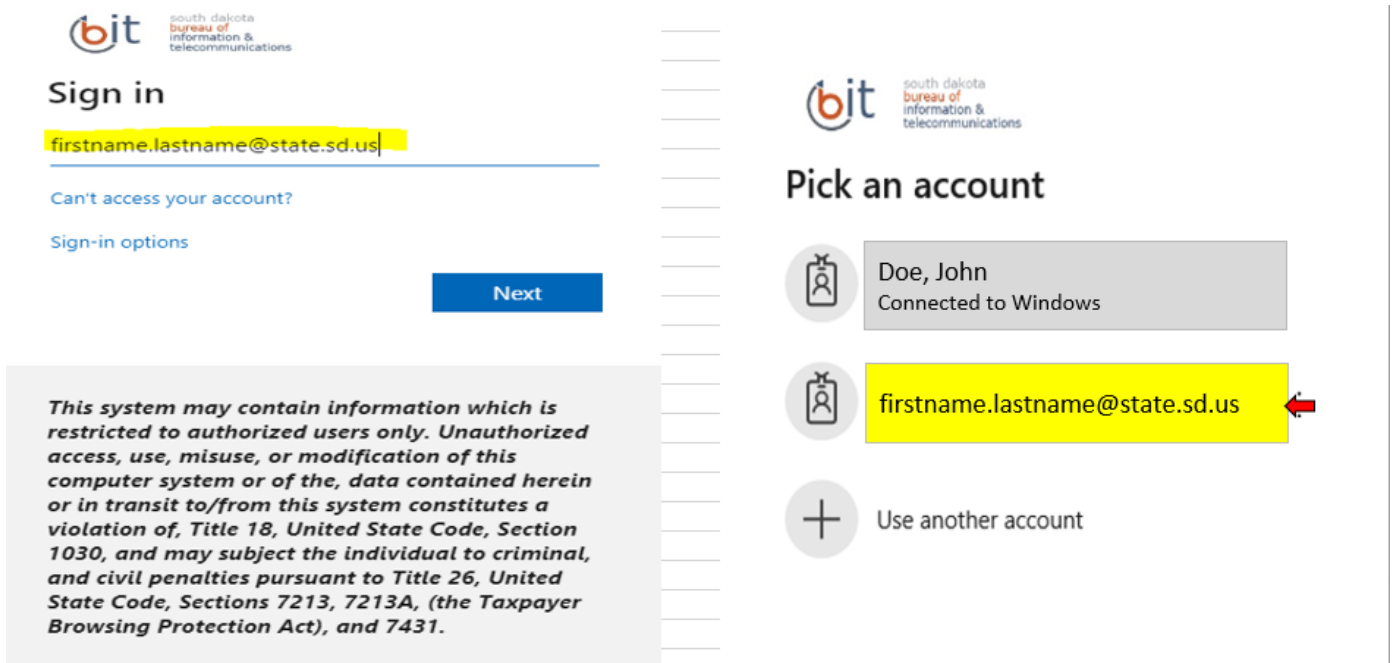 bit
south dakota
bureau of
information &
telecommunications
Sign in
firstname.lastname@state.sd.us
Can't access your account?
Sign-in options
Next
This system may contain information which is
restricted to authorized users only. Unauthorized
access, use, misuse, or modification of this
computer system or of the, data contained herein
or in transit to/from this system constitutes a
violation of, Title 18, United State Code, Section
1030, and may subject the individual to criminal,
and civil penalties pursuant to Title 26, United
State Code, Sections 7213, 7213A, (the Taxpayer
Browsing Protection Act), and 7431.
bit
south dakota
bureau of
information &
telecommunications
Pick an account
Doe, John
Connected to Windows
firstname.lastname@state.sd.us
Use another account